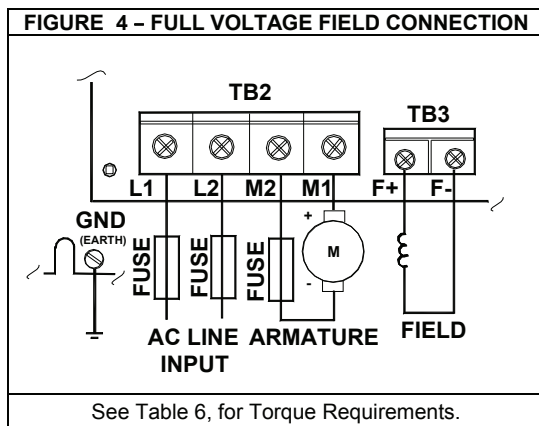 FIGURE 4 – FULL VOLTAGE FIELD CONNECTION
TB2
TB3
L1 L2 M2 M1 F+ F-
GND
(EARTH)
FUSE
FUSE
FUSE
+
M
-
AC LINE ARMATURE
INPUT
FIELD
See Table 6, for Torque Requirements.